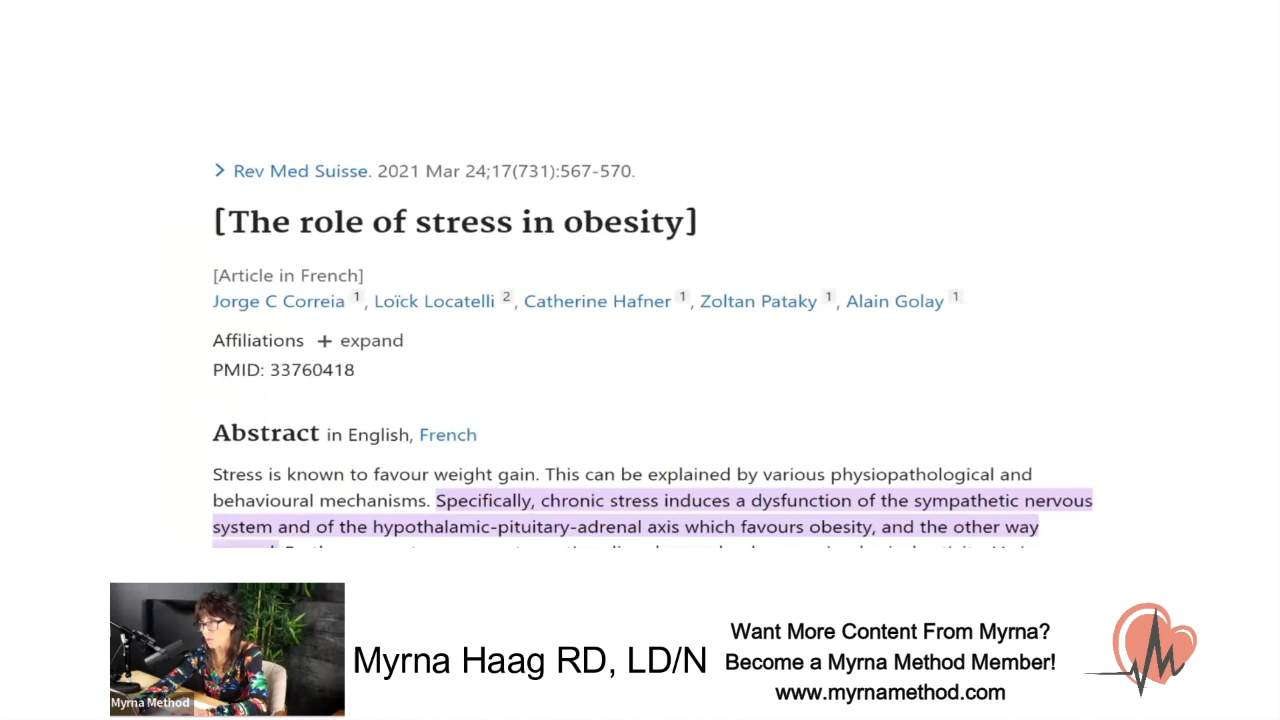 > Rev Med Suisse. 2021 Mar 24;17(731):567-570.
[The role of stress in obesity]
[Article in French]
Jorge C Correia 1, Loïck Locatelli 2, Catherine Hafner 1, Zoltan Pataky 1, Alain Golay 1
Affiliations + expand
PMID: 33760418
Abstract in English, French
Stress is known to favour weight gain. This can be explained by various physiopathological and
behavioural mechanisms. Specifically, chronic stress induces a dysfunction of the sympathetic nervous
system and of the hypothalamic-pituitary-adrenal axis which favours obesity, and the other way
Myrna Method
Myrna Haag RD, LD/N
Want More Content From Myrna?
Become a Myrna Method Member!
www.myrnamethod.com